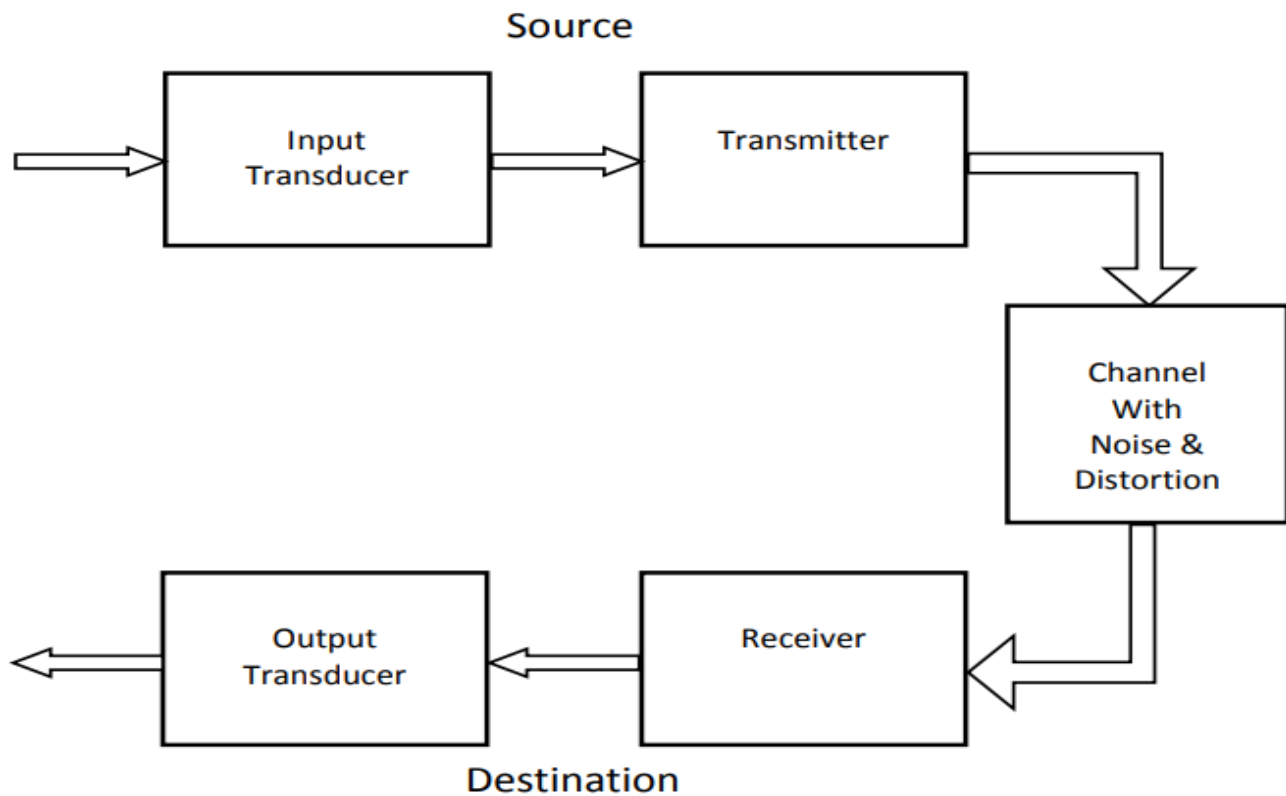 Source
Input
Transducer
Transmitter
Channel
With
Noise &
Distortion
Output
Transducer
Receiver
Destination